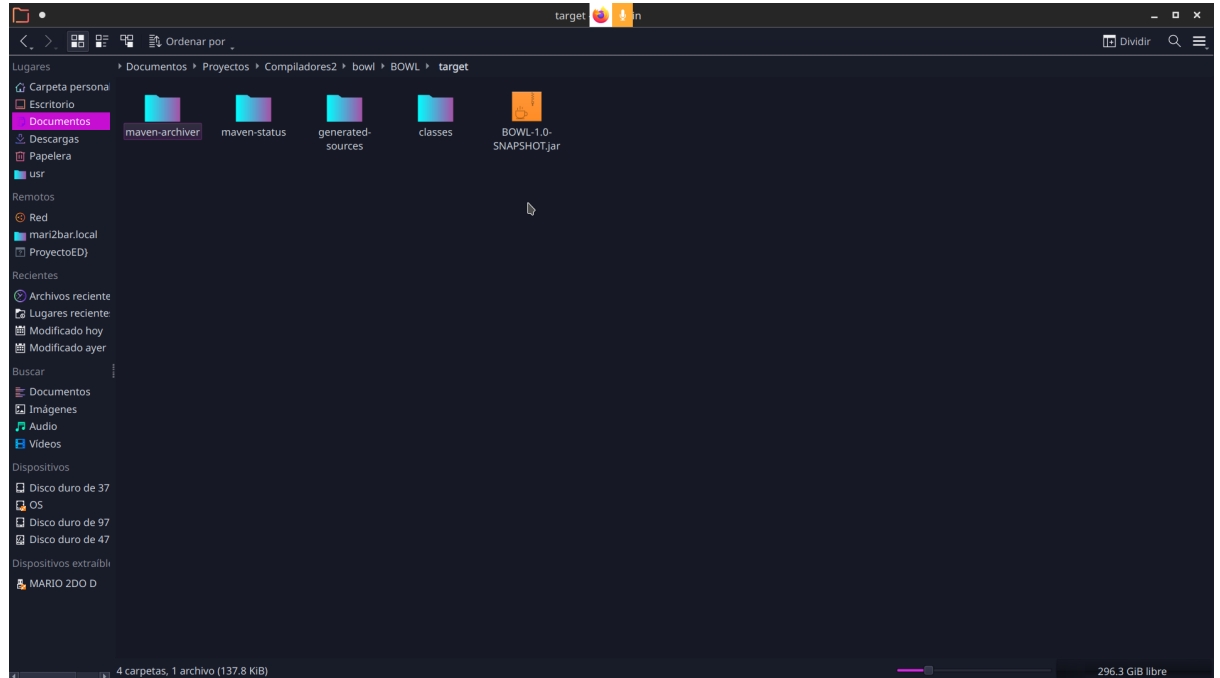 target
in
Ordenar por
Dividir
Lugares
Documentos Proyectos Compiladores2 bowl BOWL target
Carpeta persona
Escritorio
Documentos
Descargas
Papelera
usr
Remotos
Red
mari2bar.local
ProyectoED}
Recientes
Archivos reciente
Lugares reciente
Modificado hoy
Modificado ayer
Buscar
Documentos
Imágenes
Audio
Vídeos
Dispositivos
Disco duro de 37
OS
Disco duro de 97
Disco duro de 47
Dispositivos extraíbl
MARIO 2DO D
maven-archiver
maven-status
generated-
sources
classes
BOWL-1.0-
SNAPSHOT.jar
4 carpetas, 1 archivo (137.8 KiB)
296.3 GiB libre